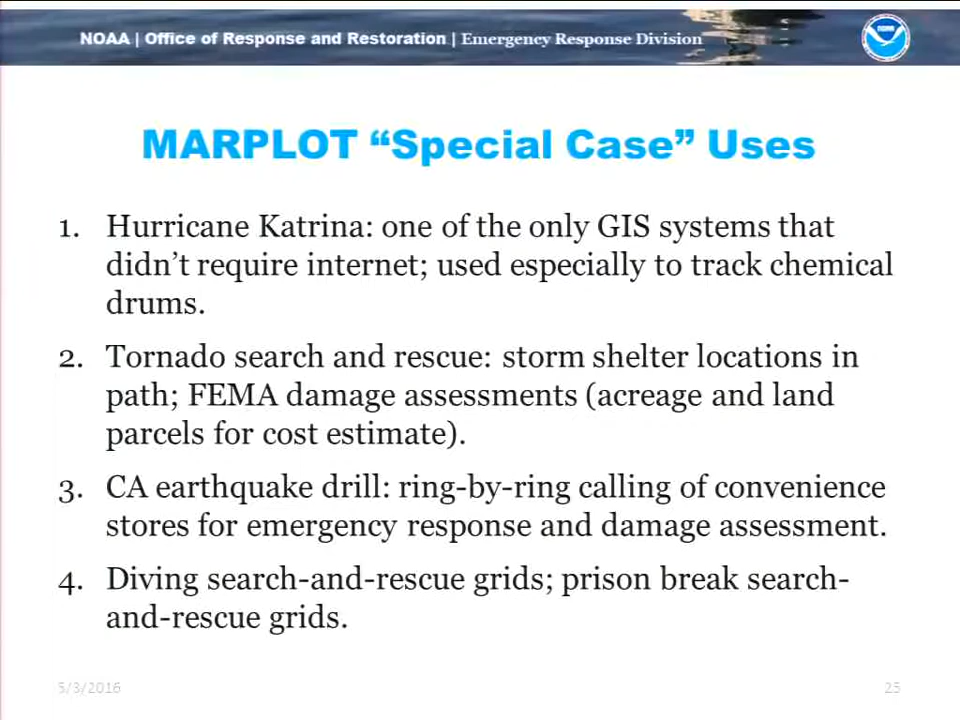 NOAA | Office of Response and Restoration | Emergency Response Division
MARPLOT “Special Case” Uses
1. Hurricane Katrina: one of the only GIS systems that
didn’t require internet; used especially to track chemical
drums.
2. Tornado search and rescue: storm shelter locations in
path; FEMA damage assessments (acreage and land
parcels for cost estimate).
3. CA earthquake drill: ring-by-ring calling of convenience
stores for emergency response and damage assessment.
4. Diving search-and-rescue grids; prison break search-
and-rescue grids.
5/3/2016
25